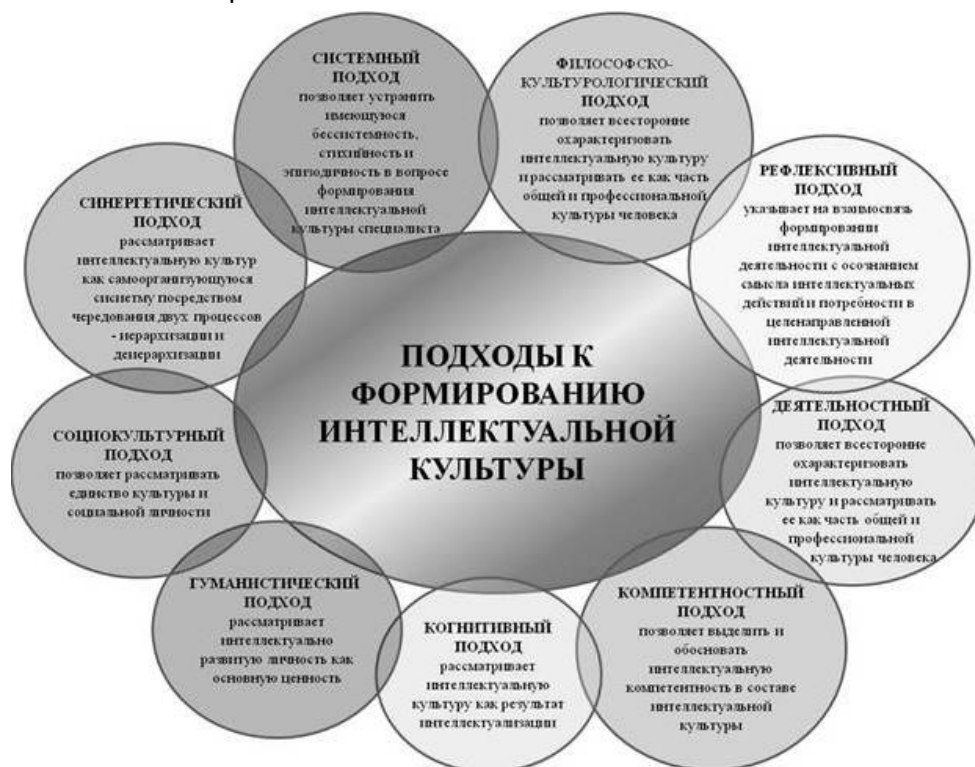 СИСТЕМНЫЙ
ПОДХОД
позволяет устранить
имеющуюся
бессистемность,
стихийность и
эпизодичность в вопросе
формирования
интеллектуальной
культуры специалиста
ФИЛОСОФСКО-
КУЛЬТУРОЛОГИЧЕСКИЙ
ПОДХОД
позволяет всесторонне
охарактеризовать
интеллектуальную культуру
и рассматривать ее как часть
общей и профессиональной
культуры человека
РЕФЛЕКСИВНЫЙ
ПОДХОД
указывает на взаимосвязь
формировании
интеллектуальной
деятельности с осознанием
смысла интеллектуальных
действий и потребности в
целенаправленной
интеллектуальной
деятельности
СИНЕРГЕТИЧЕСКИЙ
ПОДХОД
рассматривает
интеллектуальную культур
как самоорганизующуюся
сиситму посредством
чередования двух процессов
- иерархизации и
деиерархизации
ПОДХОДЫ К
ФОРМИРОВАНИЮ
ИНТЕЛЛЕКТУАЛЬНОЙ
КУЛЬТУРЫ
ДЕЯТЕЛЬНОСТНЫЙ
ПОДХОД
позволяет всесторонне
охарактеризовать
интеллектуальную
культуру и рассматривать
ее как часть общей и
профессиональной
культуры человека
СОЦИОКУЛЬТУРНЫЙ
ПОДХОД
позволяет рассматривать
единство культуры и
социальной личности
ГУМАНИСТИЧЕСКИЙ
ПОДХОД
рассматривает
интеллектуально
развитую личность как
основную ценность
КОГНИТИВНЫЙ
ПОДХОД
рассматривает
интеллектуальную
культуру как результат
интеллектуализации
КОМПЕТЕНТНОСТНЫЙ
ПОДХОД
позволяет выделить и
обосновать
интеллектуальную
компетентность в составе
интеллектуальной
культуры